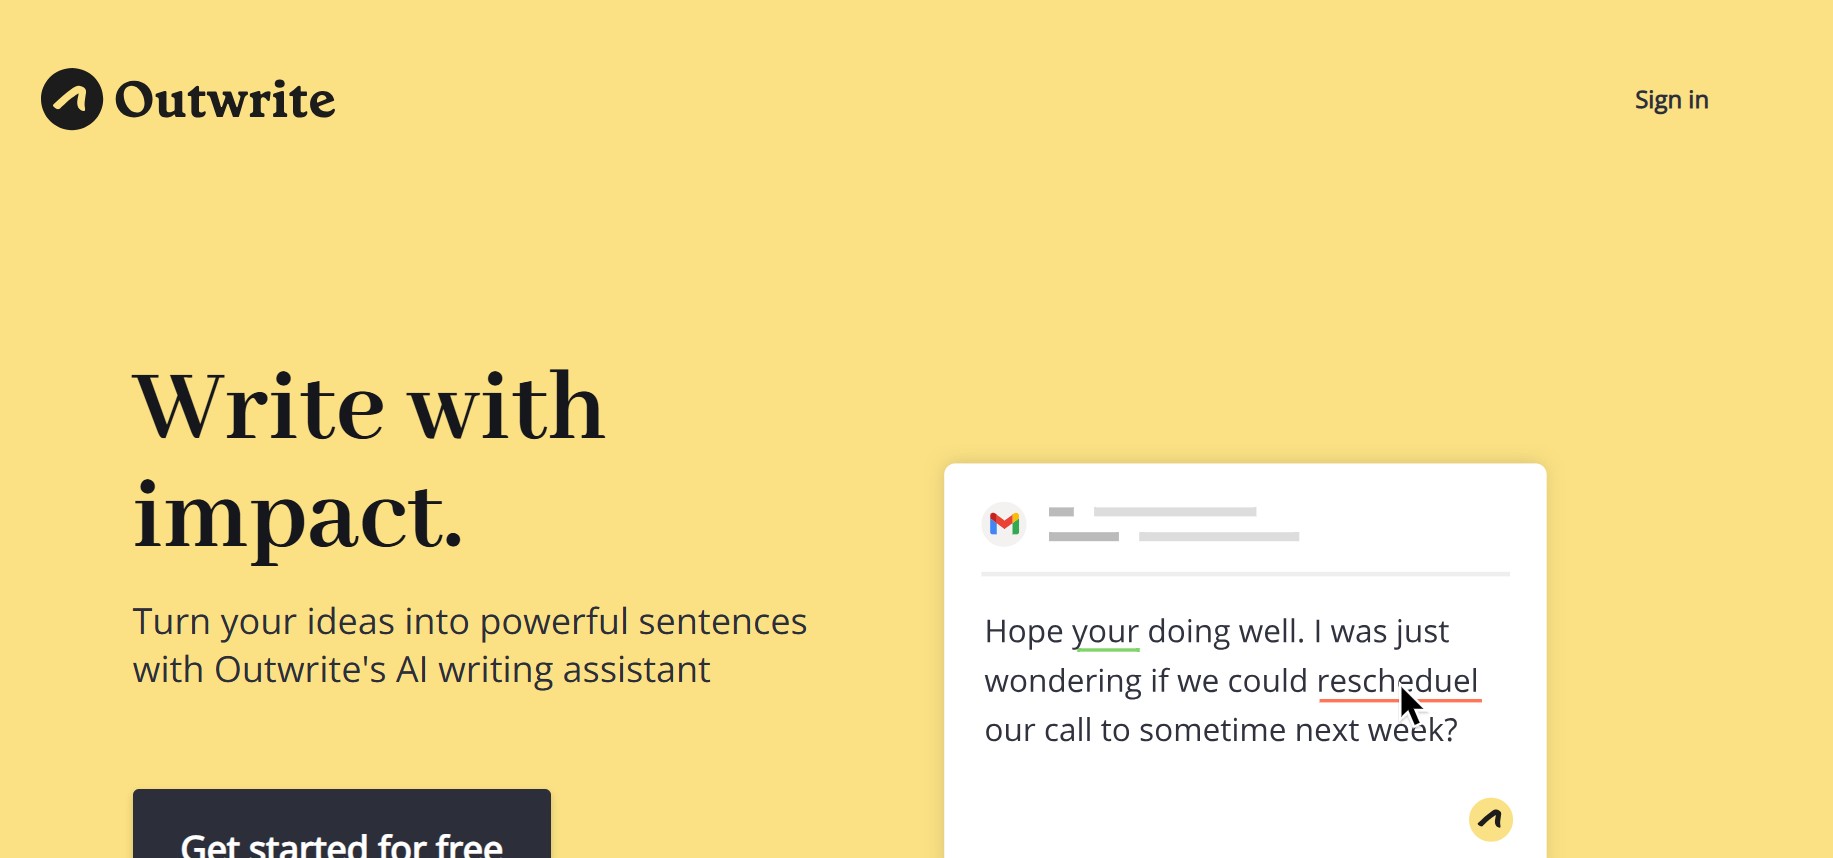 Outwrite
Sign in
Write with
impact.
Turn your ideas into powerful sentences
with Outwrite's AI writing assistant
Get started for free
Hope your doing well. I was just
wondering if we could rescheduel
our call to sometime next week?